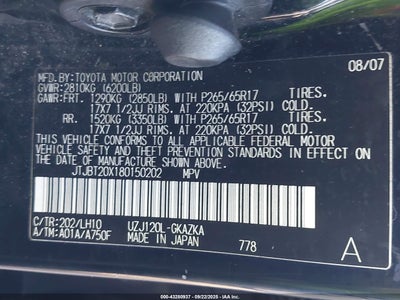 08/07
MFD.BY:TOYOTA MOTOR CORPORATION
GVWR:2810KG(6200LB)
GAWR:FRT. 1290KG(2850LB) WITH P265/65R17 TIRES.
17X7 1/2JJ RIMS. AT 220KPA (32PSI) COLD.
RR. 1520KG(3350LB) WITH P265/65R17 TIRES.
17X7 1/2JJ RIMS. AT 220KPA (32PSI) COLD.
THIS VEHICLE CONFORMS TO ALL APPLICABLE FEDERAL MOTOR
VEHICLE SAFETY AND THEFT PREVENTION STANDARDS IN EFFECT ON
THE DATE OF MANUFACTURE SHOWN ABOVE.
JTJBT20X180150202 MPV
C/TR:202/LH10 UZJ120L-GKAZKA
A/TM:A01A/A750F MADE IN JAPAN 778 A
000-43280937 - 09/22/2025 - IAAI.COM